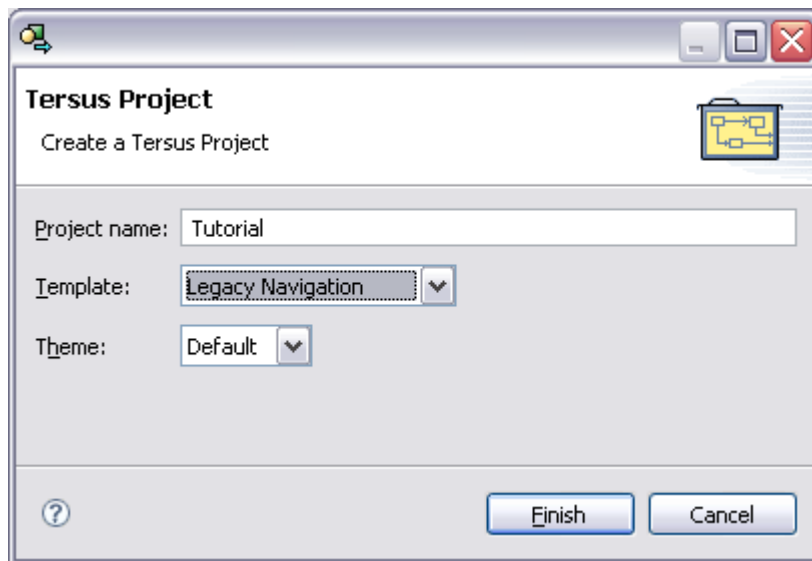 Tersus Project
Create a Tersus Project
Project name: Tutorial
Template: Legacy Navigation
Theme: Default
Finish Cancel